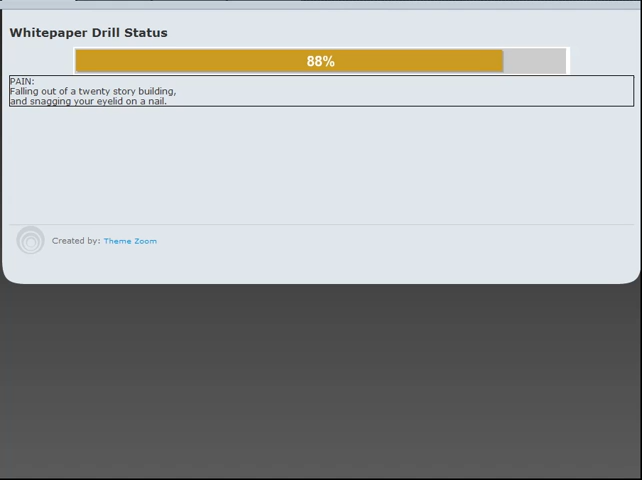 Whitepaper Drill Status
88%
PAIN:
Falling out of a twenty story building,
and snagging your eyelid on a nail.
Created by: Theme Zoom